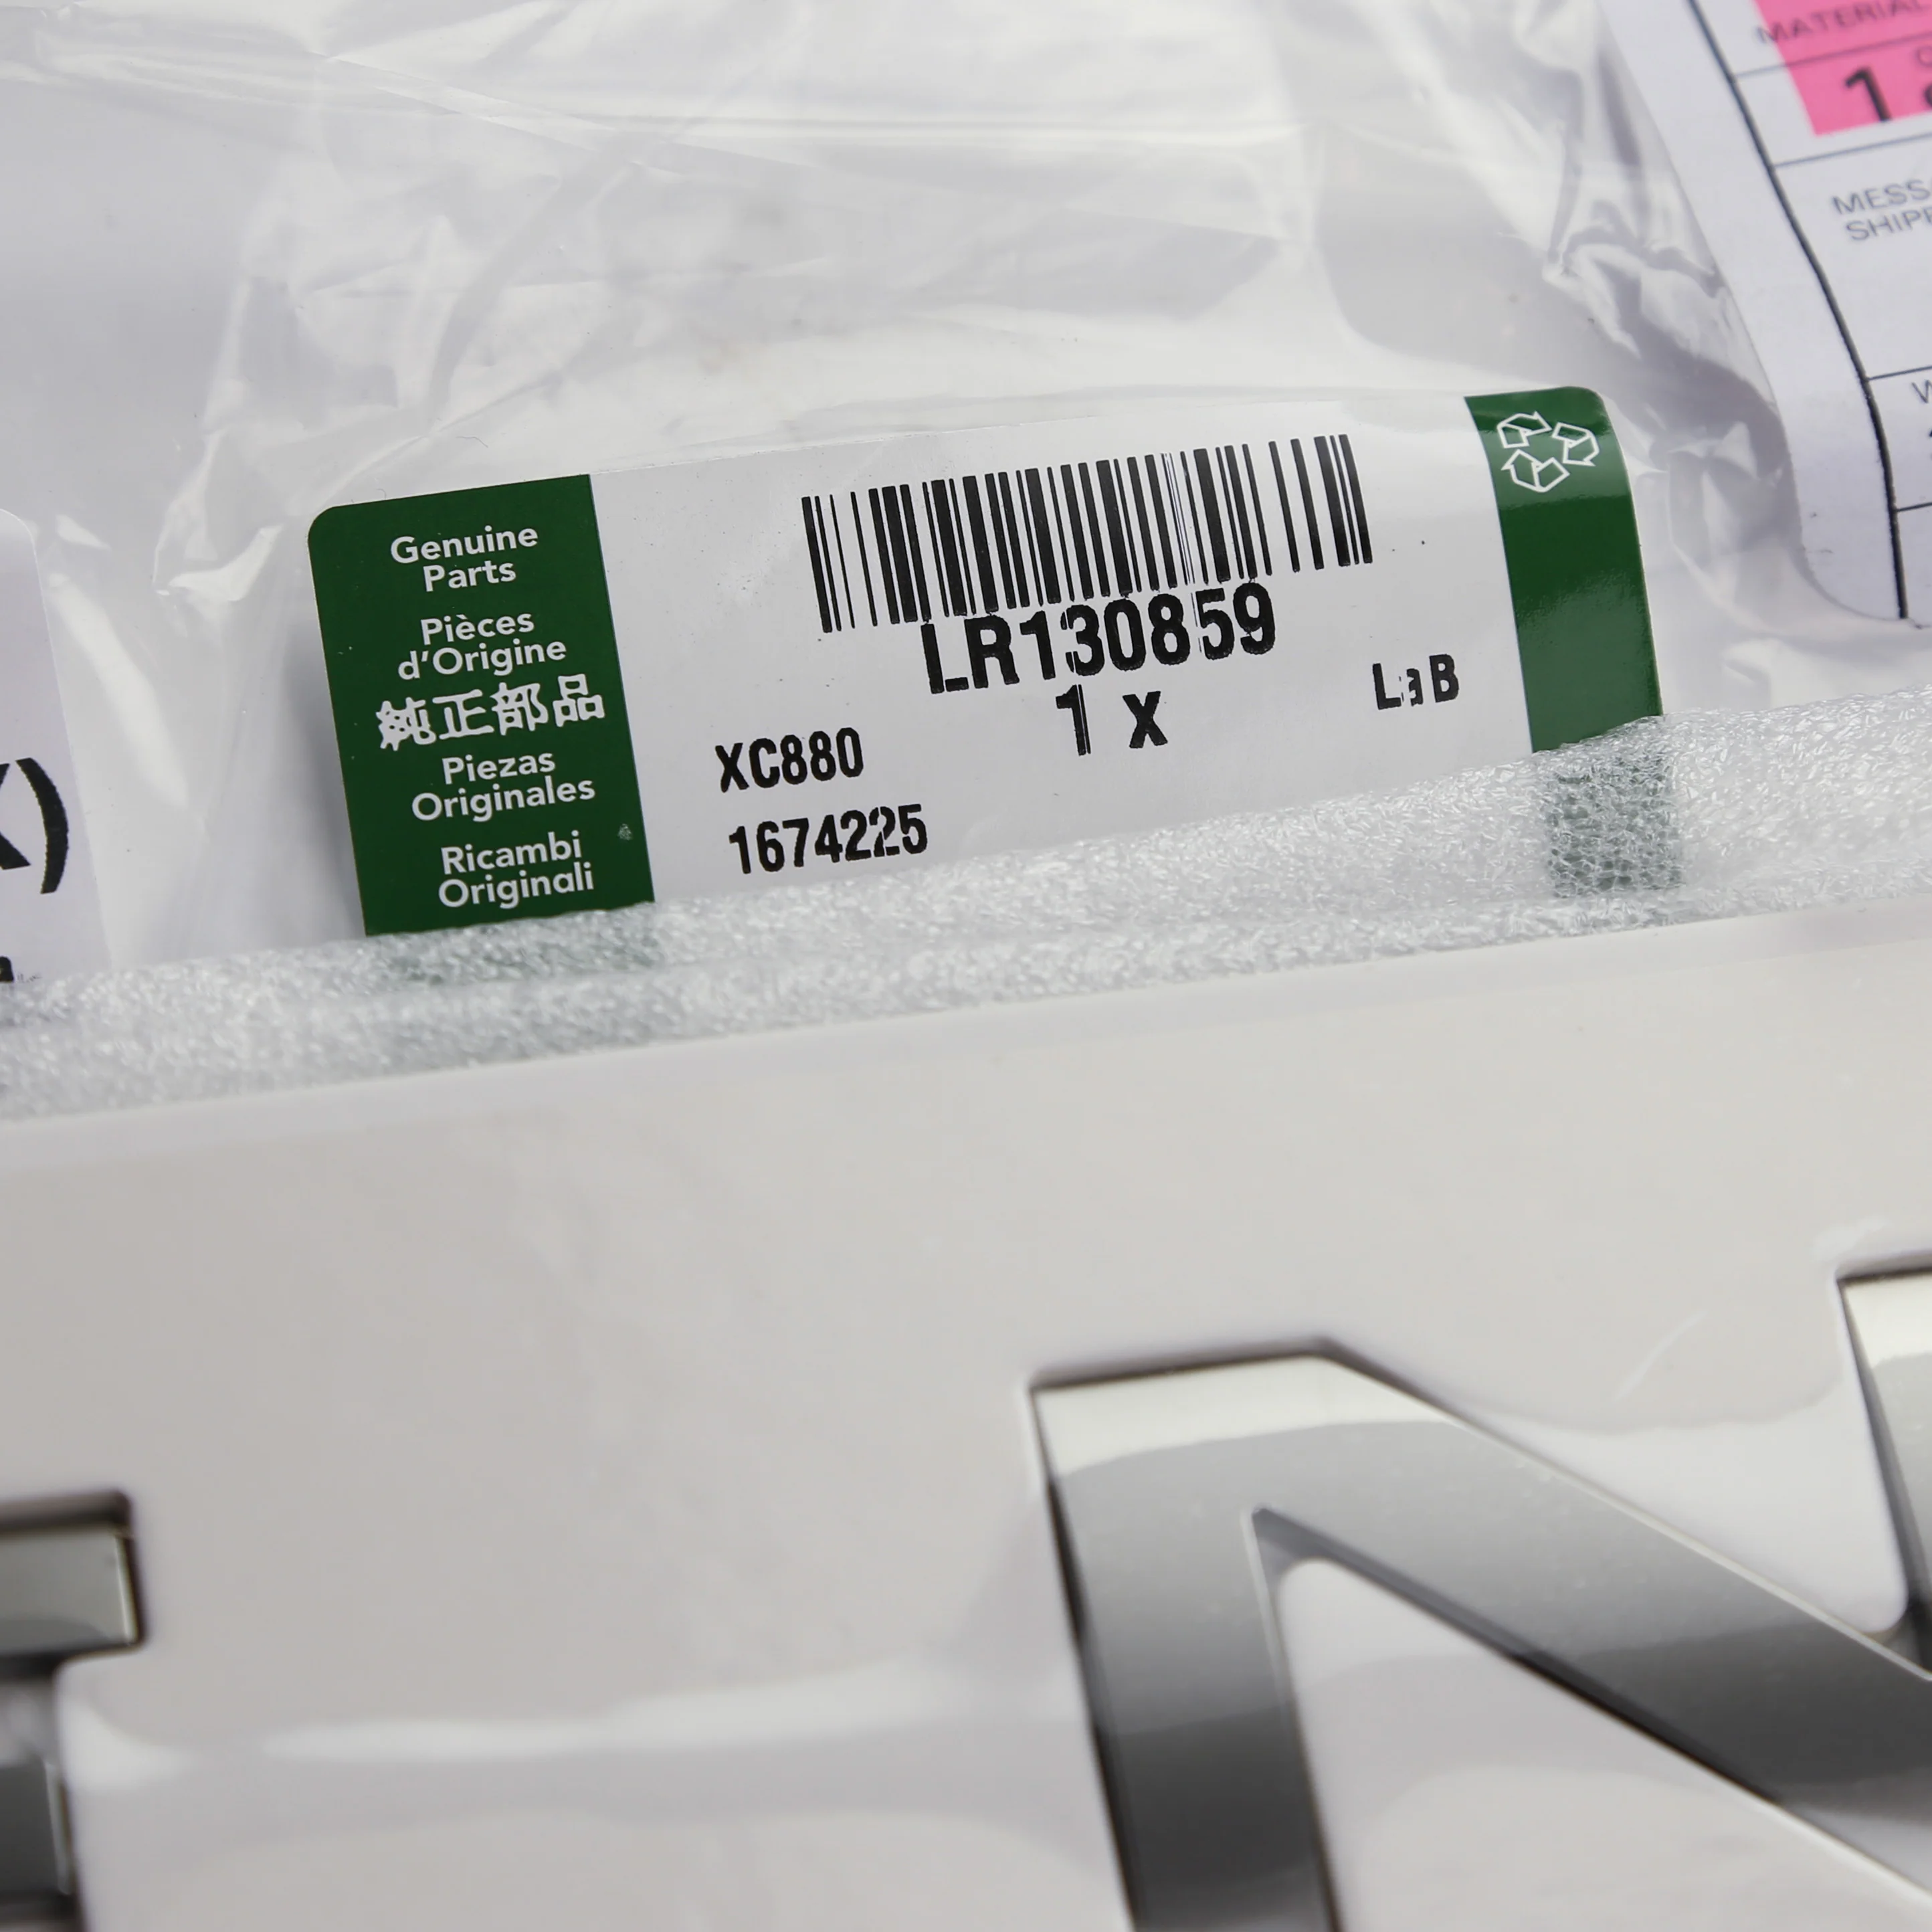 MATERIAL
1
MESS
SHIP
Genuine
Parts
Pièces
d'Origine
純正部品
Piezas
Originales
Ricambi
Originali
LR130859
1 x
LaB
XC880
1674225
N